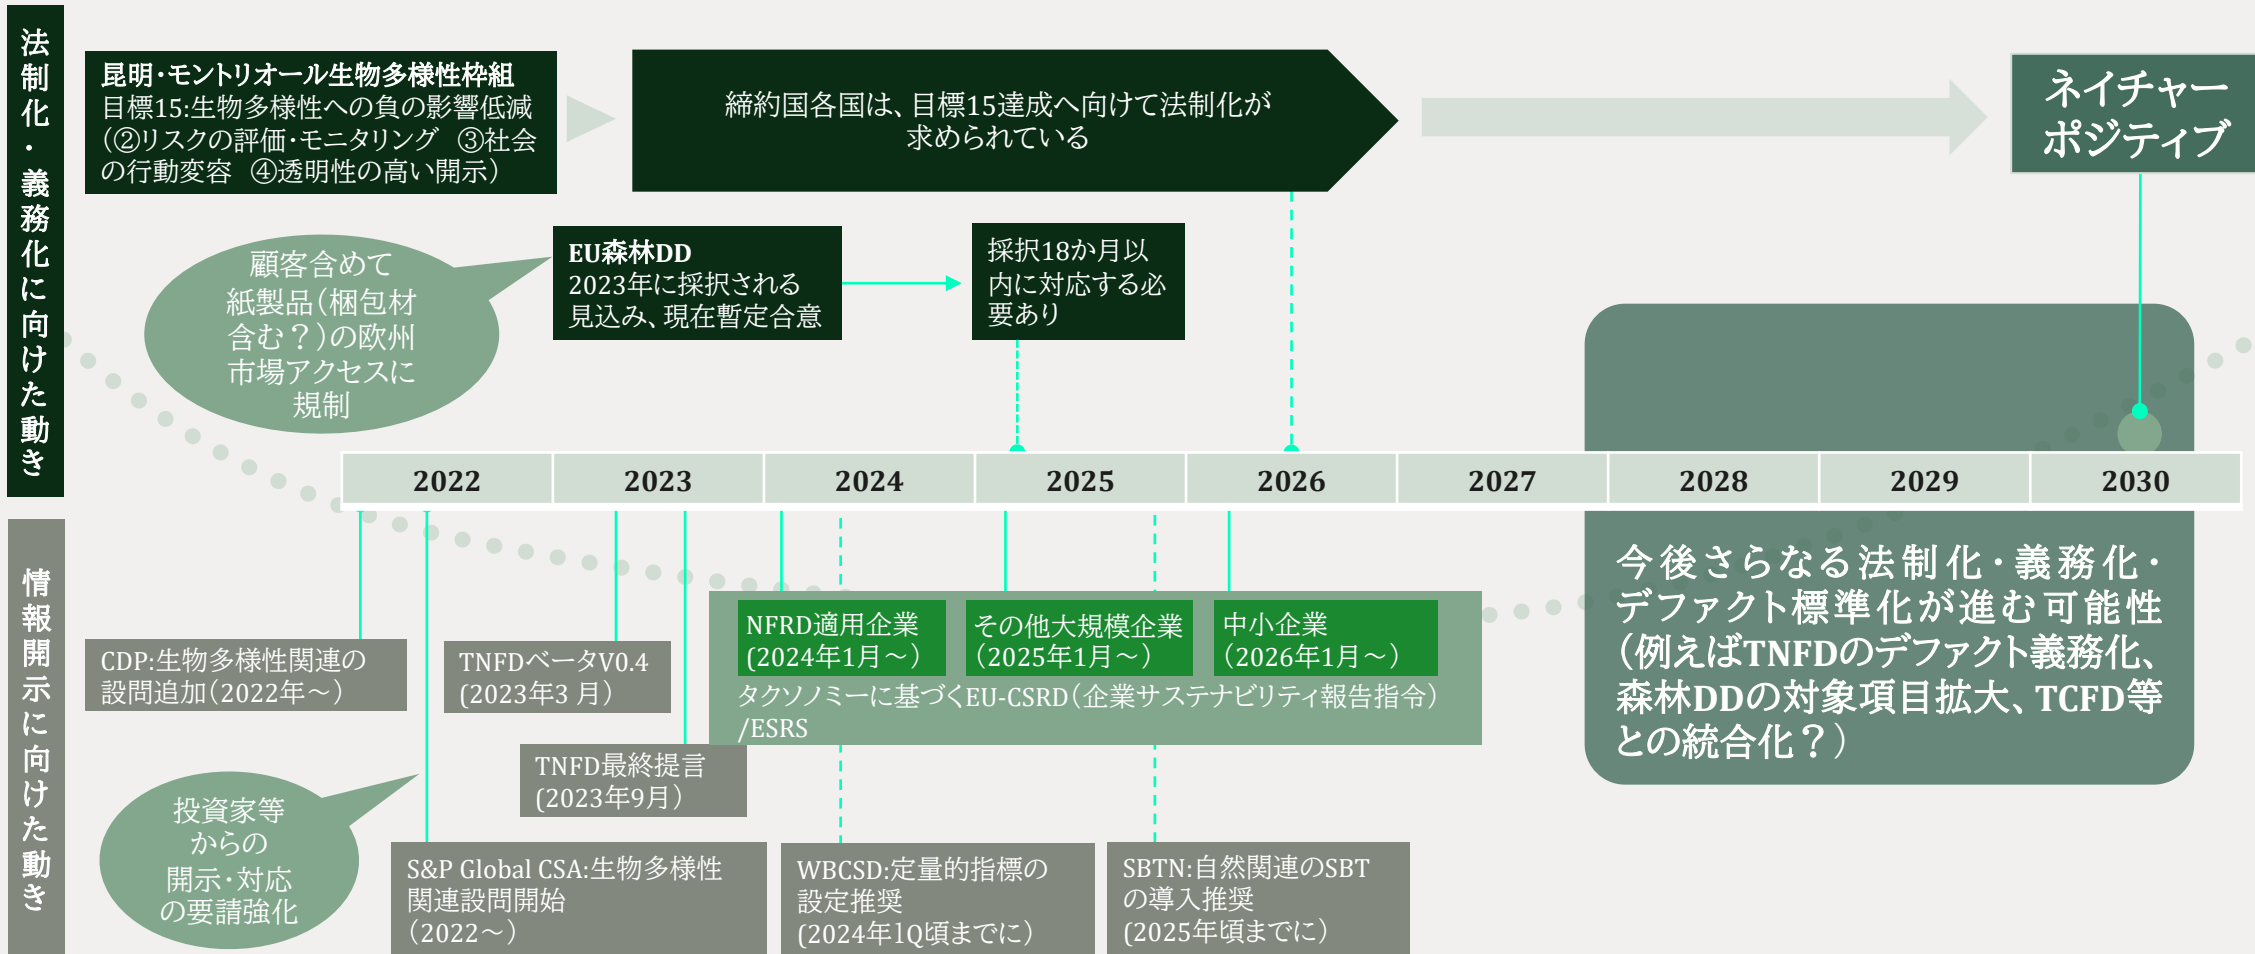 法制化・義務化に向けた動き
昆明・モントリオール生物多様性枠組
目標15:生物多様性への負の影響低減
（②リスクの評価・モニタリング　③社会
の行動変容　④透明性の高い開示）
締約国各国は、目標15達成へ向けて法制化が
求められている
ネイチャー
ポジティブ
顧客含めて
紙製品（梱包材
含む？）の欧州
市場アクセスに
規制
EU森林DD
2023年に採択される
見込み、現在暫定合意
採択18か月以
内に対応する必
要あり
2022
2023
2024
2025
2026
2027
2028
2029
2030
情報開示に向けた動き
CDP:生物多様性関連の
設問追加（2022年～）
TNFDベータV0.4
(2023年3 月）
TNFD最終提言
(2023年9月）
NFRD適用企業
(2024年1月～）
その他大規模企業
（2025年1月～）
中小企業
（2026年1月～）
タクソノミーに基づくEU-CSRD（企業サステナビリティ報告指令）
/ESRS
今後さらなる法制化・義務化・
デファクト標準化が進む可能性
（例えばTNFDのデファクト義務化、
森林DDの対象項目拡大、TCFD等
との統合化？）
投資家等
からの
開示・対応
の要請強化
S&P Global CSA:生物多様性
関連設問開始
（2022～）
WBCSD:定量的指標の
設定推奨
(2024年1Q頃までに）
SBTN:自然関連のSBT
の導入推奨
(2025年頃までに）